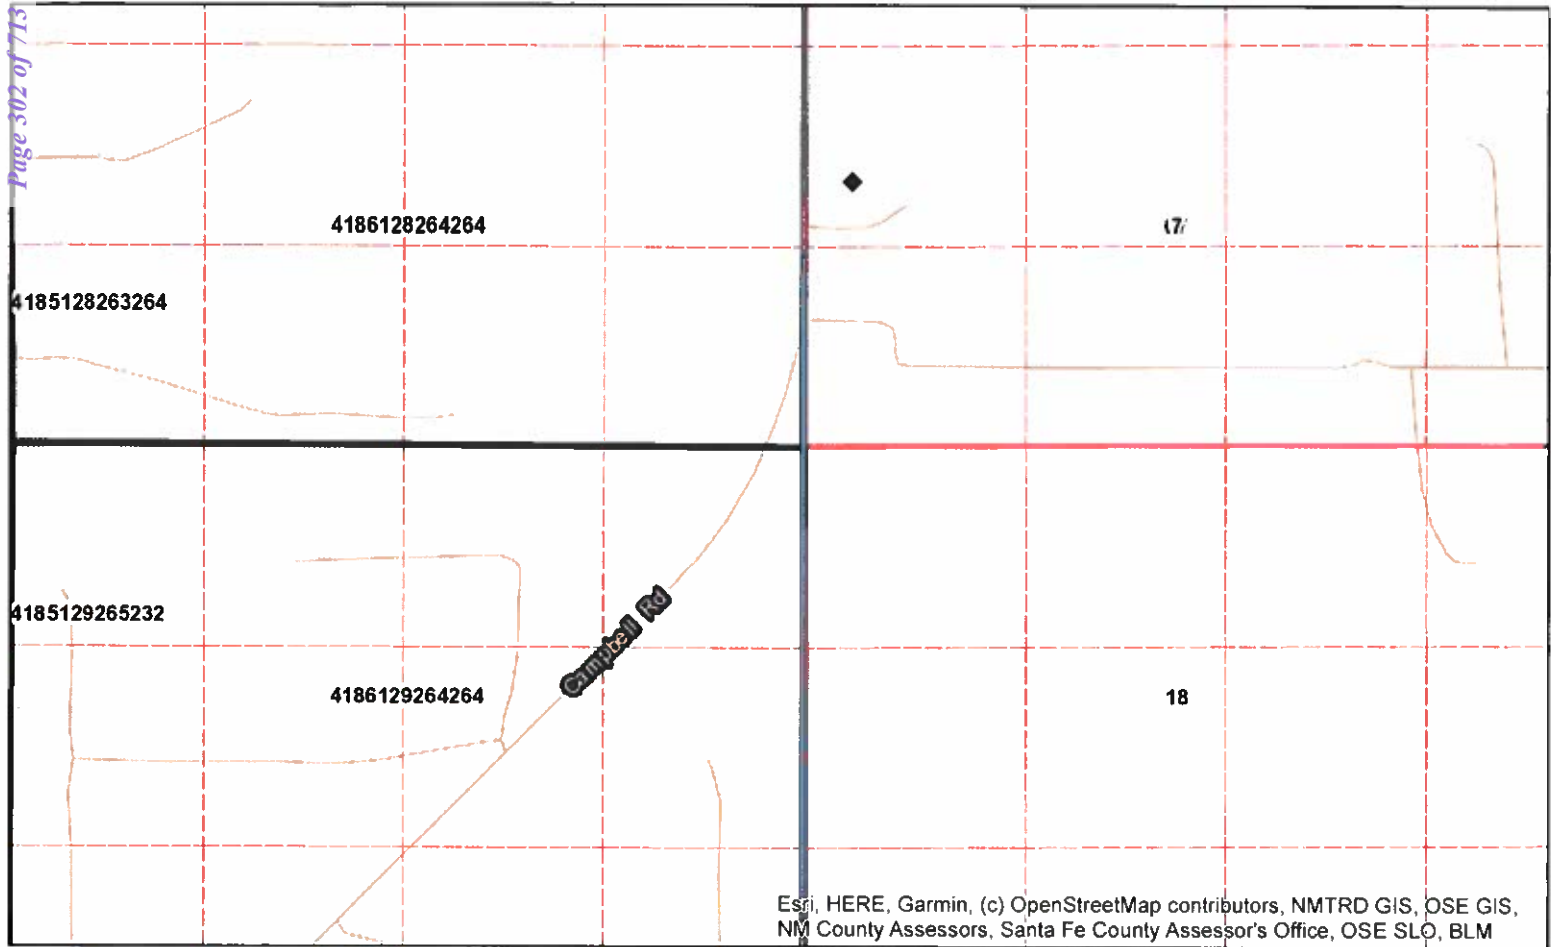 Page 302 of 713
4186128264264
4185128263264
Campbell Rd
4185129265232
4186129264264
18
Esri, HERE, Garmin, (c) OpenStreetMap contributors, NMTRD GIS, OSE GIS,
NM County Assessors, Santa Fe County Assessor's Office, OSE SLO, BLM